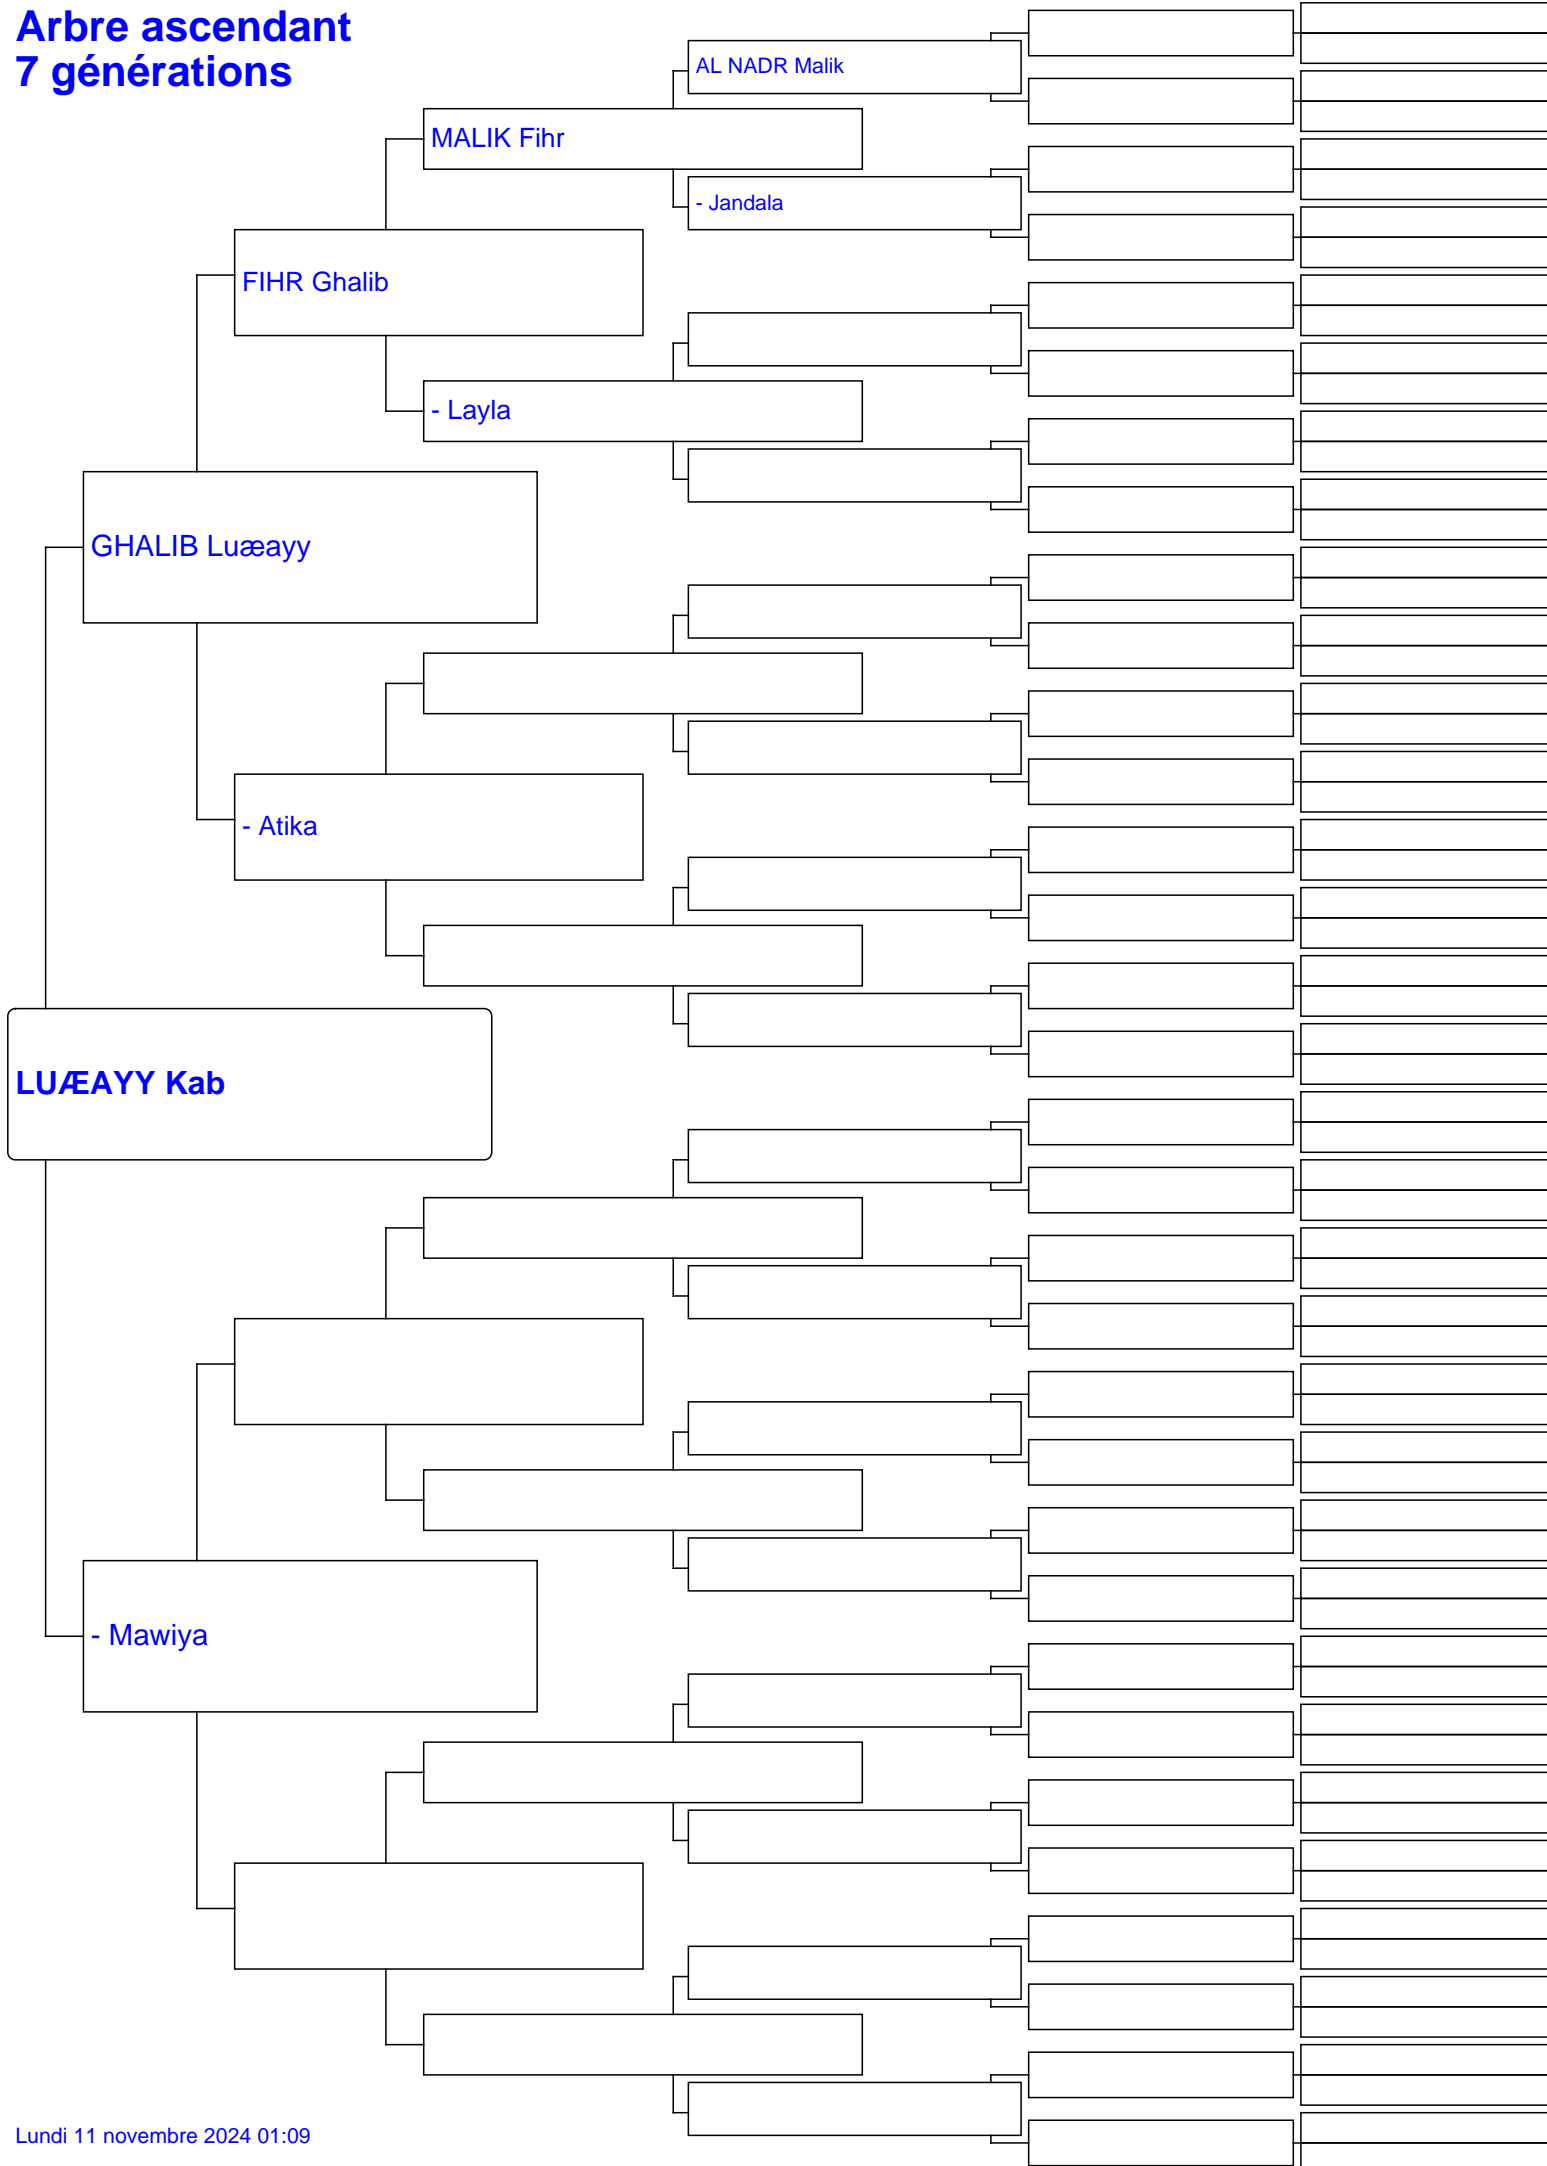 Arbre ascendant
7 générations
AL NADR Malik
MALIK Fihr
- Jandala
FIHR Ghalib
- Layla
GHALIB Luæayy
- Atika
LUÆAYY Kab
- Mawiya
Lundi 11 novembre 2024 01:09